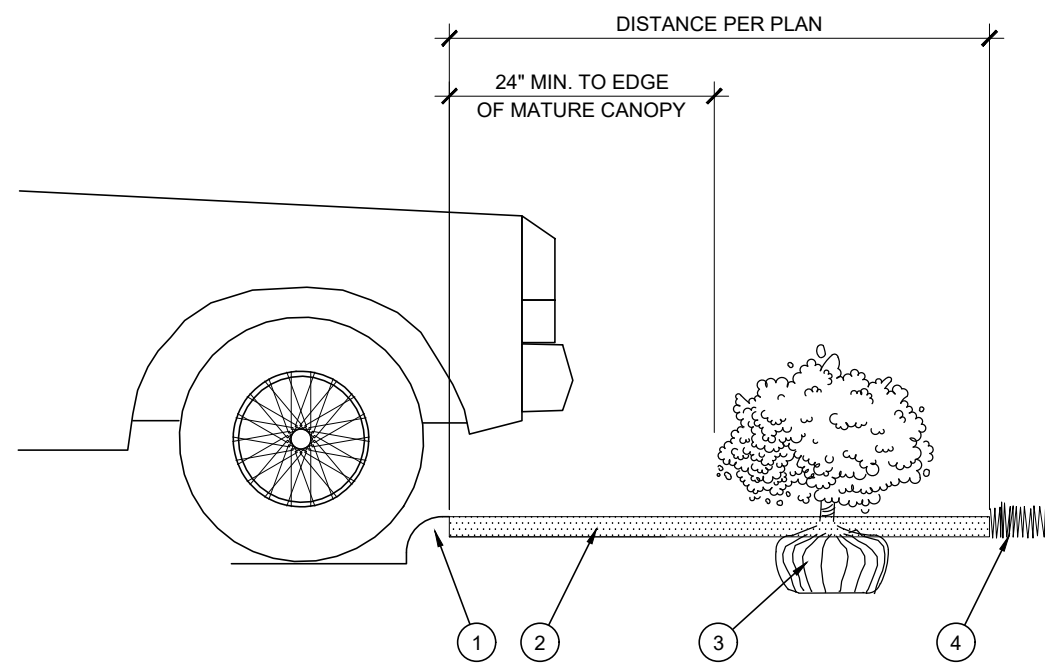 DISTANCE PER PLAN
24" MIN. TO EDGE
OF MATURE CANOPY
1 2 3 4